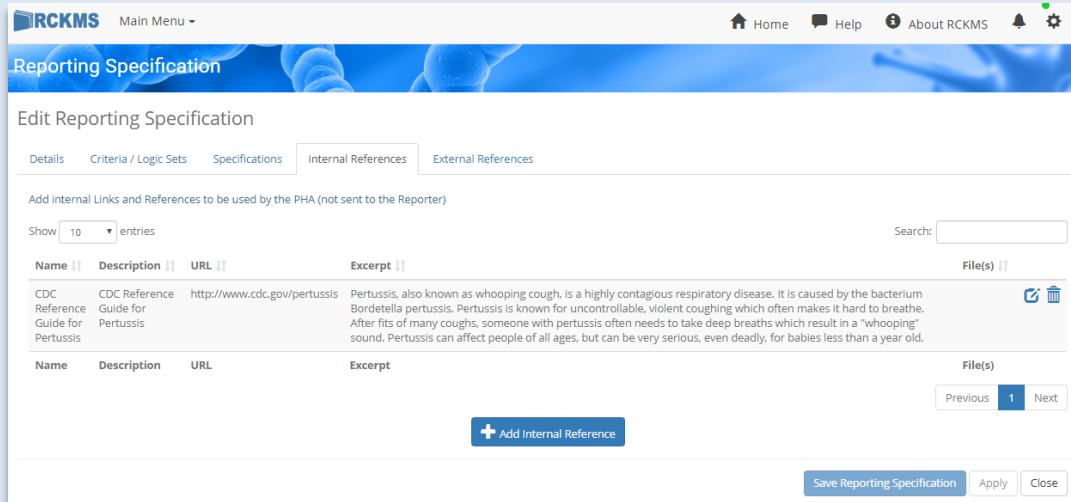 RCKMS Main Menu Home Help About RCKMS
Reporting Specification
Edit Reporting Specification
Details Criteria / Logic Sets Specifications Internal References External References
Add internal Links and References to be used by the PHA (not sent to the Reporter)
Show 10 entries Search:
Name Description URL Excerpt File(s)
CDC Reference Guide for Pertussis
CDC Reference Guide for Pertussis
http://www.cdc.gov/pertussis
Pertussis, also known as whooping cough, is a highly contagious respiratory disease. It is caused by the bacterium
Bordetella pertussis. Pertussis is known for uncontrollable, violent coughing which often makes it hard to breathe.
After fits of many coughs, someone with pertussis often needs to take deep breaths which result in a "whooping"
sound. Pertussis can affect people of all ages, but can be very serious, even deadly, for babies less than a year old.
Name Description URL Excerpt File(s)
Previous 1 Next
Add Internal Reference
Save Reporting Specification Apply Close